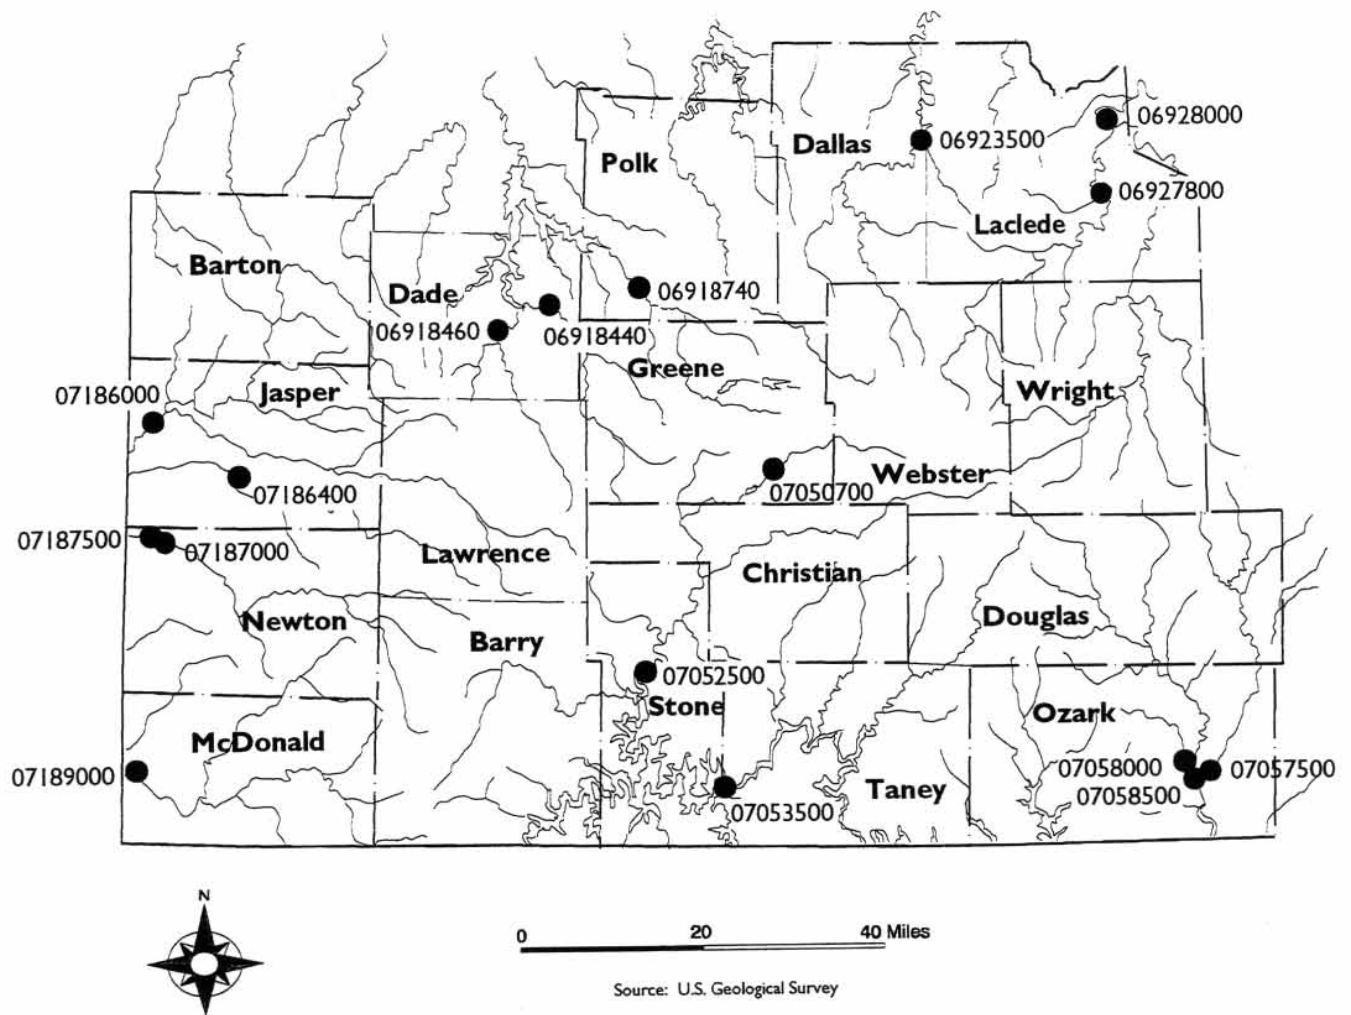 06928000
Dallas
06923500
Polk
06927800
Laclede
Barton
Dade
06918740
06918460
06918440
Greene
07186000
Jasper
Wright
Webster
07186400
07050700
07187500
07187000
Lawrence
Christian
Newton
Douglas
Barry
07052500
Stone
Ozark
McDonald
07189000
07058000
07057500
Taney
07058500
07053500
N
0 20 40 Miles
Source: U.S. Geological Survey